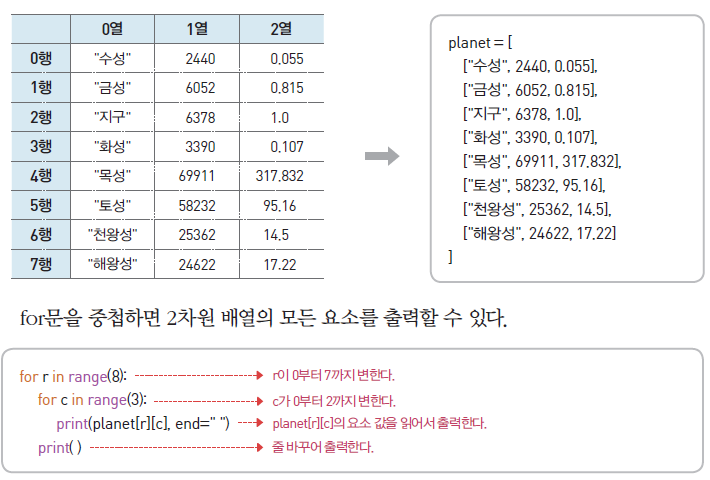 0열 1열 2열
0행 "수성" 2440 0.055
1행 "금성" 6052 0.815
2행 "지구" 6378 1.0
3행 "화성" 3390 0.107
4행 "목성" 69911 317.832
5행 "토성" 58232 95.16
6행 "천왕성" 25362 14.5
7행 "해왕성" 24622 17.22
planet = [
["수성", 2440, 0.055],
["금성", 6052, 0.815],
["지구", 6378, 1.0],
["화성", 3390, 0.107],
["목성", 69911, 317.832],
["토성", 58232, 95.16],
["천왕성", 25362, 14.5],
["해왕성", 24622, 17.22]
]
for문을 중첩하면 2차원 배열의 모든 요소를 출력할 수 있다.
for r in range(8): r이 0부터 7까지 변한다.
for c in range(3): c가 0부터 2까지 변한다.
print(planet[r][c], end=" ") planet[r][c]의 요소 값을 읽어서 출력한다.
print( ) 줄 바꾸어 출력한다.